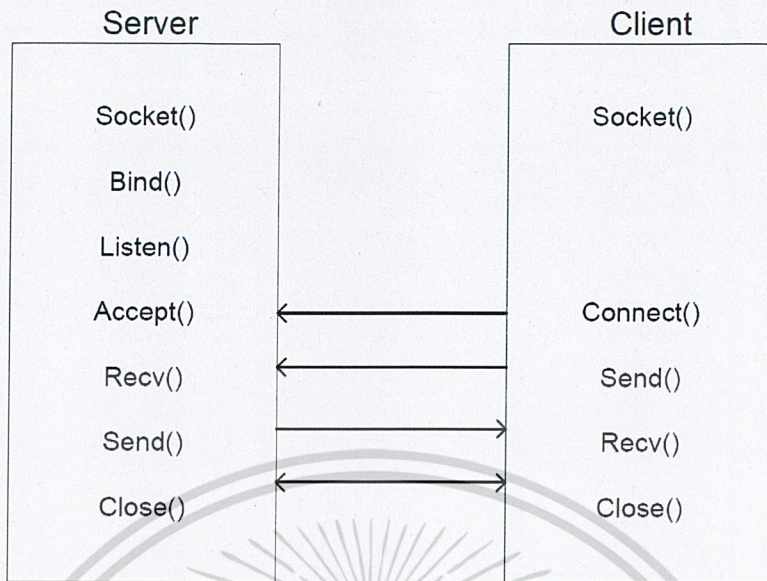 Server Client
Socket() Socket()
Bind()
Listen()
Accept() Connect()
Recv() Send()
Send() Recv()
Close() Close()